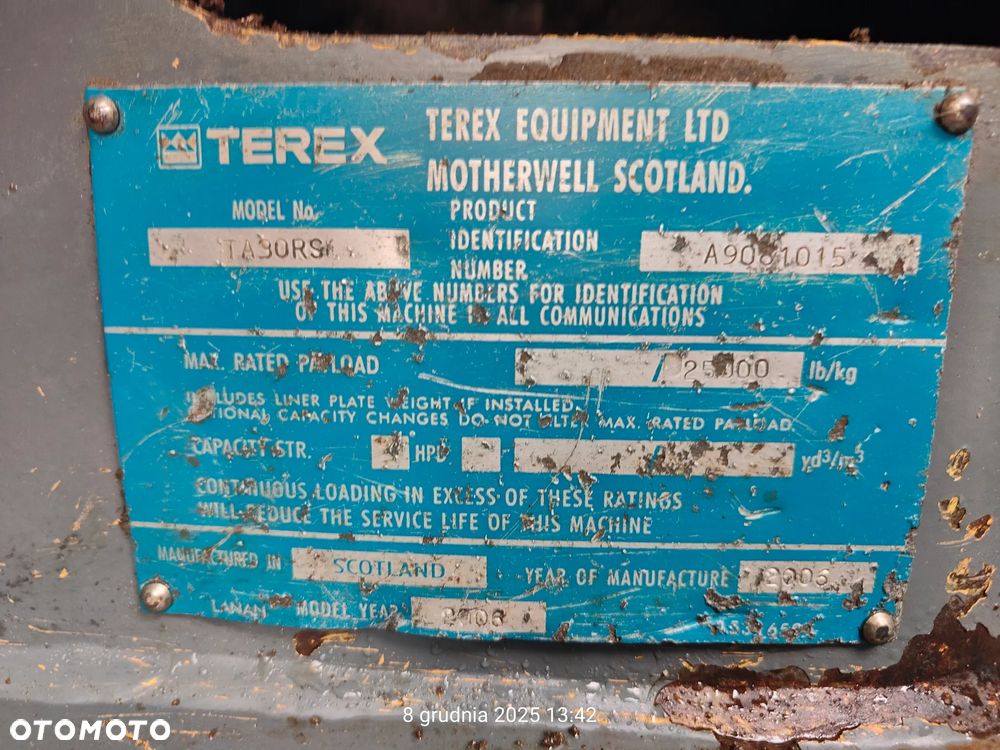 TEREX
TEREX EQUIPMENT LTD
MOTHERWELL SCOTLAND.
MODEL No.
PRODUCT
IDENTIFICATION
NUMBER
A9081015
USE THE ABOVE NUMBERS FOR IDENTIFICATION
OF THIS MACHINE IN ALL COMMUNICATIONS
MAX. RATED PAYLOAD / 25000 lb/kg
INCLUDES LINER PLATE WEIGHT IF INSTALLED.
OPTIONAL CAPACITY CHANGES DO NOT ALTER MAX. RATED PAYLOAD
CAPACITY STR. HPD / yd³/m³
CONTINUOUS LOADING IN EXCESS OF THESE RATINGS
WILL REDUCE THE SERVICE LIFE OF THIS MACHINE
MANUFACTURED IN SCOTLAND YEAR OF MANUFACTURE 2006
MODEL YEAR 2006
8 grudnia 2025 13:42
OTOMOTO